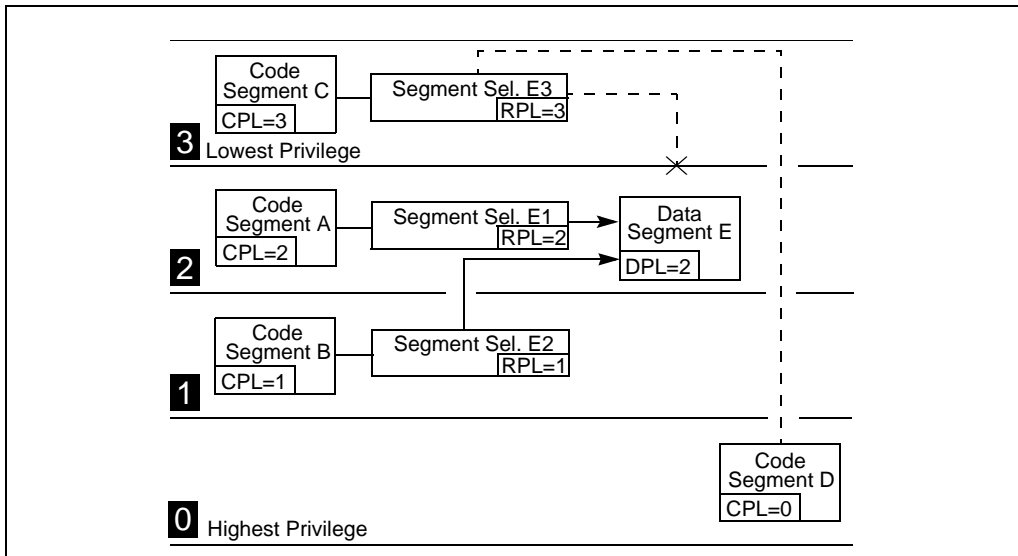 Code
Segment C
CPL=3
Segment Sel. E3
RPL=3
3
Lowest Privilege
Code
Segment A
CPL=2
Segment Sel. E1
RPL=2
Data
Segment E
DPL=2
2
Code
Segment B
CPL=1
Segment Sel. E2
RPL=1
1
Code
Segment D
CPL=0
0
Highest Privilege